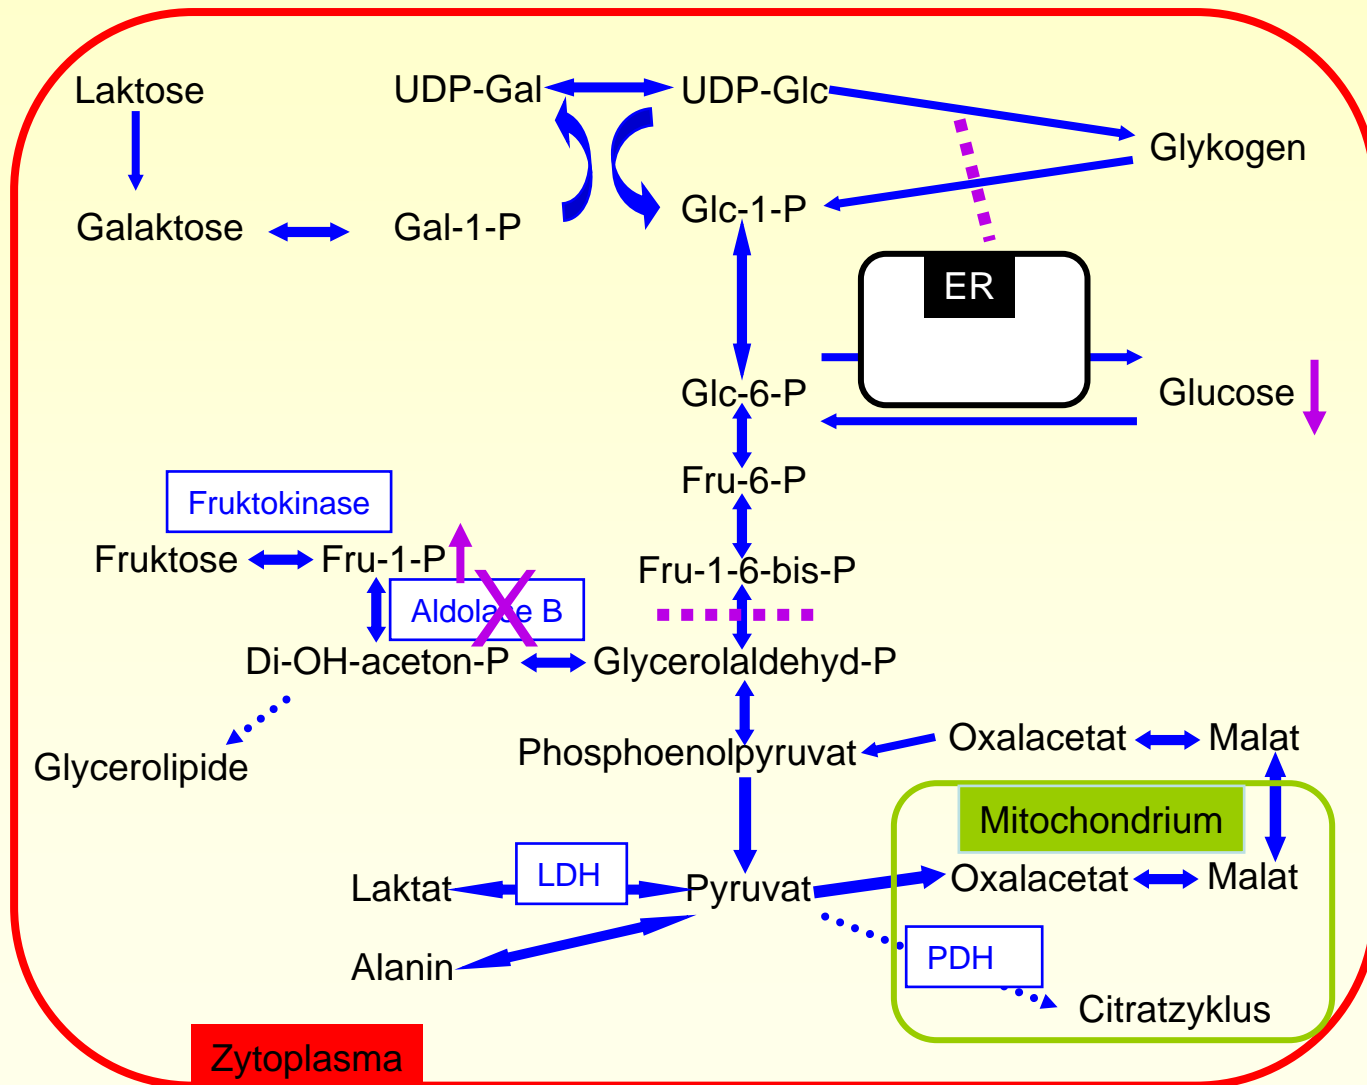 Laktose
UDP-Gal
UDP-Glc
Glykogen
Galaktose
Gal-1-P
Glc-1-P
ER
Glc-6-P
Glucose
Fru-6-P
Fruktokinase
Fruktose
Fru-1-P
Fru-1-6-bis-P
Aldolase B
Di-OH-aceton-P
Glycerolaldehyd-P
Glycerolipide
Phosphoenolpyruvat
Oxalacetat
Malat
Mitochondrium
LDH
Laktat
Pyruvat
Oxalacetat
Malat
Alanin
PDH
Citratzyklus
Zytoplasma